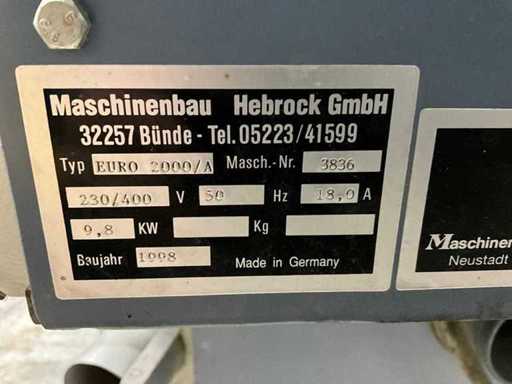 Maschinenbau Hebrock GmbH
32257 Bünde - Tel. 05223/41599
Typ EURO 2000/A Masch.-Nr. 3836
230/400 V 50 Hz 18,0 A
9,8 KW Kg
Baujahr 1998 Made in Germany
Maschinen
Neustadt